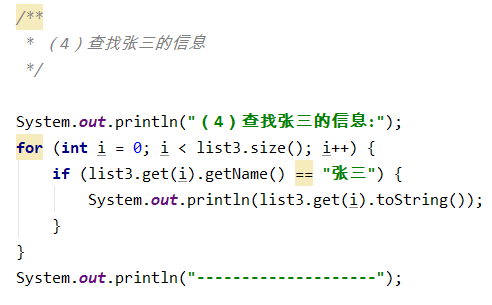 /**
 * （4）查找张三的信息
 */
System.out.println("（4）查找张三的信息:");
for (int i = 0; i < list3.size(); i++) {
    if (list3.get(i).getName() == "张三") {
        System.out.println(list3.get(i).toString());
    }
}
System.out.println("--------------------");